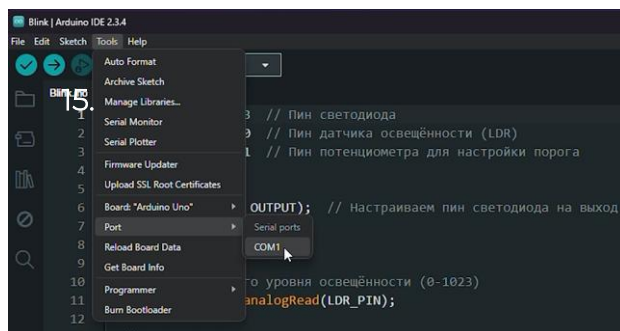 Blink | Arduino IDE 2.3.4
File Edit Sketch Tools Help
Auto Format
Archive Sketch
Manage Libraries...
Serial Monitor
Serial Plotter
Firmware Updater
Upload SSL Root Certificates
Board: "Arduino Uno"
Port
Reload Board Data
Get Board Info
Programmer
Burn Bootloader
Serial ports
COM1
15.
1 3 // Пин светодиода
2 // Пин датчика освещённости (LDR)
3 1 // Пин потенциометра для настройки порога
4
5
6 OUTPUT); // Настраиваем пин светодиода на выход
7
8
9
10 го уровня освещённости (0-1023)
11 analogRead(LDR_PIN);
12